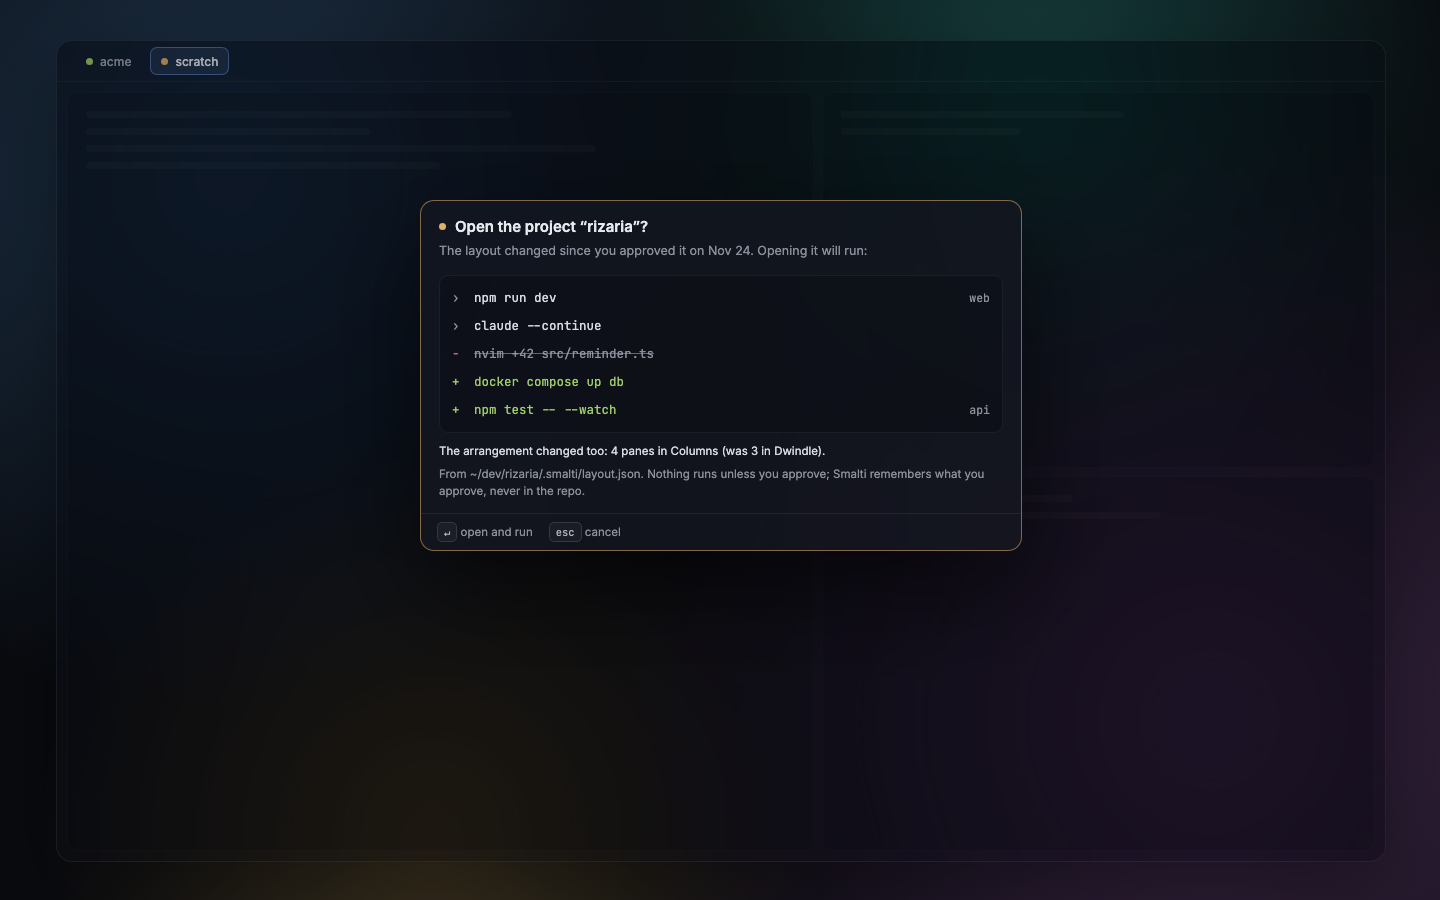 acme
scratch
Open the project “rizaria”?
The layout changed since you approved it on Nov 24. Opening it will run:
› npm run dev web
› claude --continue
- nvim +42 src/reminder.ts
+ docker compose up db
+ npm test -- --watch api
The arrangement changed too: 4 panes in Columns (was 3 in Dwindle).
From ~/dev/rizaria/.smalti/layout.json. Nothing runs unless you approve; Smalti remembers what you
approve, never in the repo.
↵ open and run esc cancel